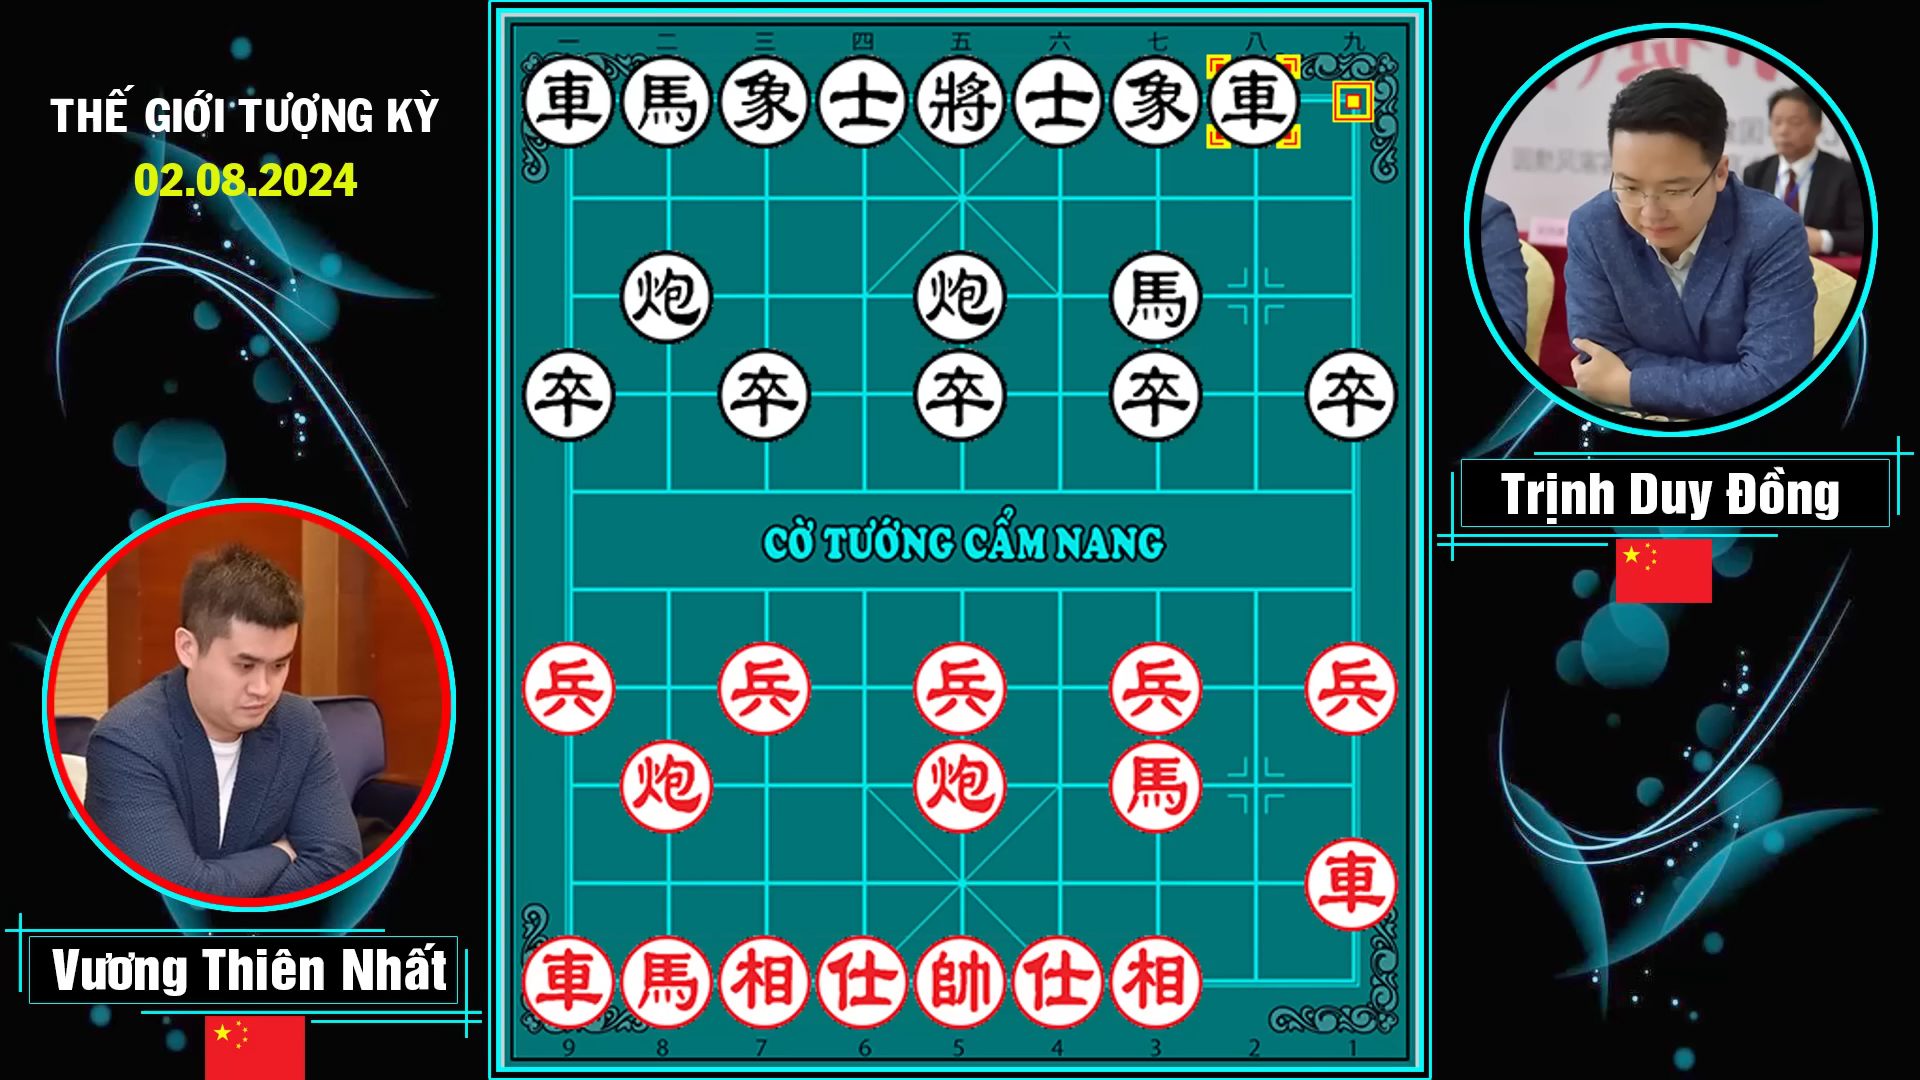 THẾ GIỚI TƯỢNG KỲ
02.08.2024
一 二 三 四 五 六 七 八 九
車 馬 象 士 將 士 象 車
炮 炮 馬
卒 卒 卒 卒 卒
CỜ TƯỚNG CẨM NANG
兵 兵 兵 兵 兵
炮 炮 馬
車
車 馬 相 仕 帥 仕 相
9 8 7 6 5 4 3 2 1
Vương Thiên Nhất
Trịnh Duy Đồng